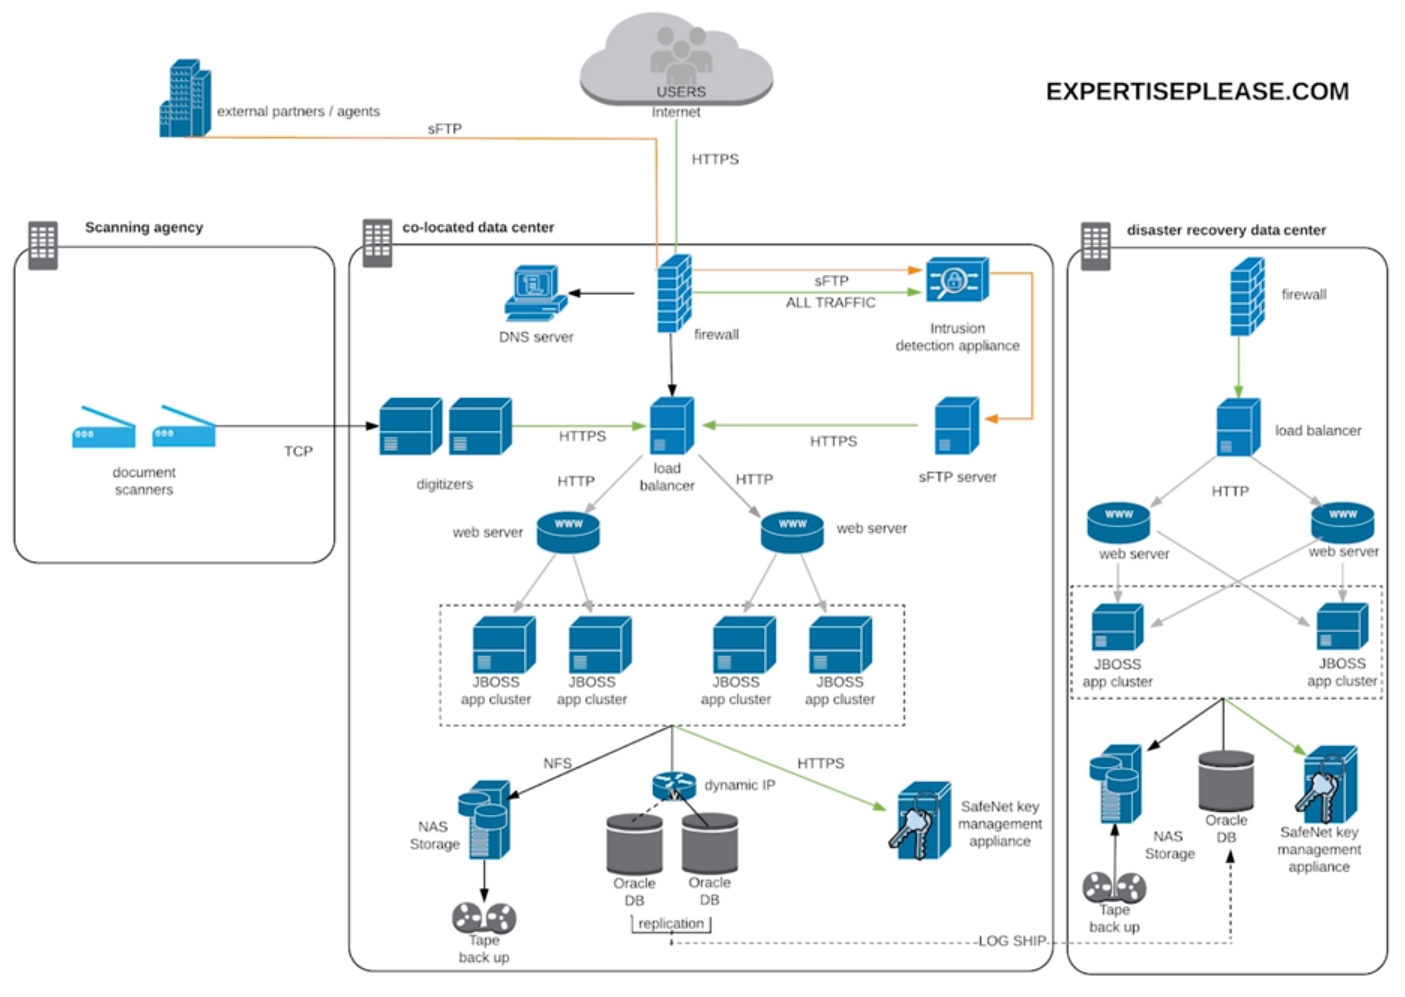 USERS
Internet
EXPERTISEPLEASE.COM
external partners / agents
sFTP
HTTPS
Scanning agency
co-located data center
disaster recovery data center
DNS server
firewall
sFTP
ALL TRAFFIC
Intrusion
detection appliance
firewall
document
scanners
TCP
digitizers
HTTPS
load
balancer
HTTPS
sFTP server
load balancer
HTTP
HTTP
HTTP
web server
www
www
web server
www
web server
www
web server
JBOSS
app cluster
JBOSS
app cluster
JBOSS
app cluster
JBOSS
app cluster
JBOSS
app cluster
JBOSS
app cluster
NFS
dynamic IP
HTTPS
NAS
Storage
Oracle
DB
Oracle
DB
SafeNet key
management
appliance
replication
Tape
back up
LOG SHIP
NAS
Storage
Oracle
DB
SafeNet key
management
appliance
Tape
back up